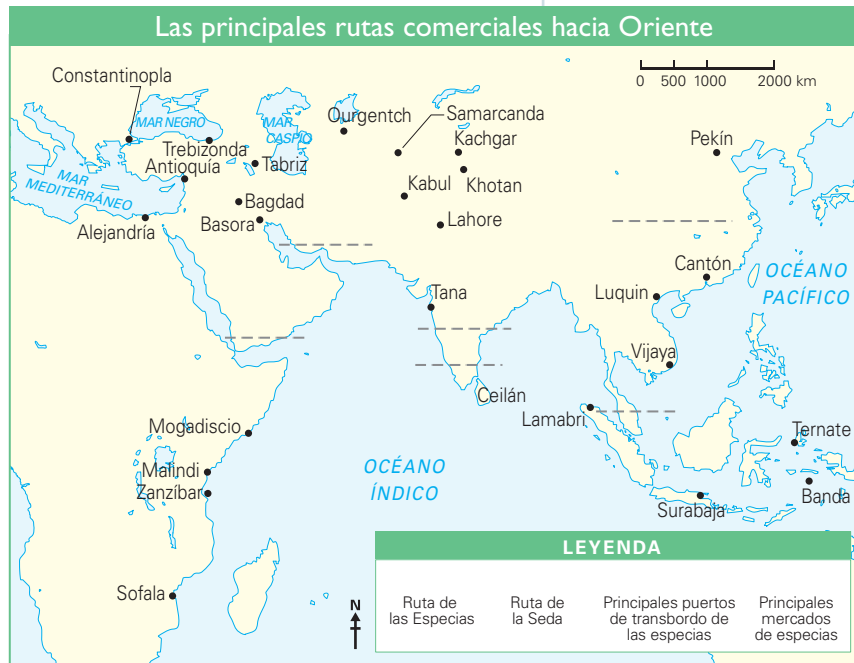 Las principales rutas comerciales hacia Oriente
Constantinopla
0 500 1000 2000 km
MAR NEGRO
MAR
CASPIO
Ourgentch
Samarcanda
Kachgar
Pekín
Trebizonda
Antioquía
Tabriz
MAR
MEDITERRÁNEO
Kabul
Khotan
Bagdad
Basora
Lahore
Alejandría
Cantón
OCÉANO
PACÍFICO
Tana
Luquin
Vijaya
Ceilán
Lamabri
Mogadiscio
Ternate
Malindi
Zanzíbar
OCÉANO
ÍNDICO
Banda
Surabaja
Sofala
N
LEYENDA
Ruta de
las Especias
Ruta de
la Seda
Principales puertos
de transbordo de
las especias
Principales
mercados
de especias